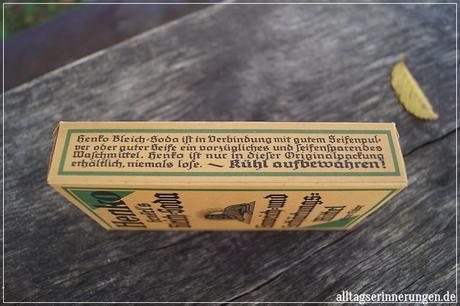 Henko Bleich-Soda ist in Verbindung mit gutem Seifenpul-
ver oder guter Seife ein vorzügliches und seifensparendes
Waschmittel. Henko ist nur in dieser Originalpackung
erhältlich, niemals lose. — Kühl aufbewahren!
Henko
alltagserinnerungen.de